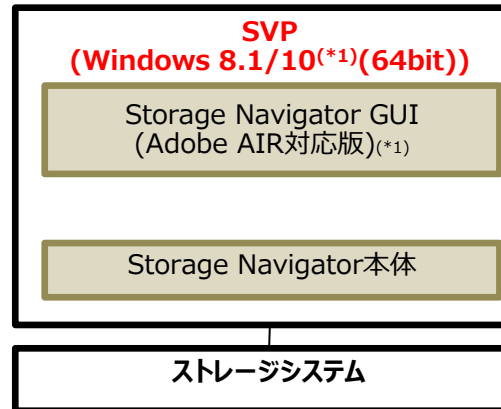 SVP
(Windows 8.1/10(*1)(64bit))
Storage Navigator GUI
(Adobe AIR対応版)(*1)
Storage Navigator本体
ストレージシステム